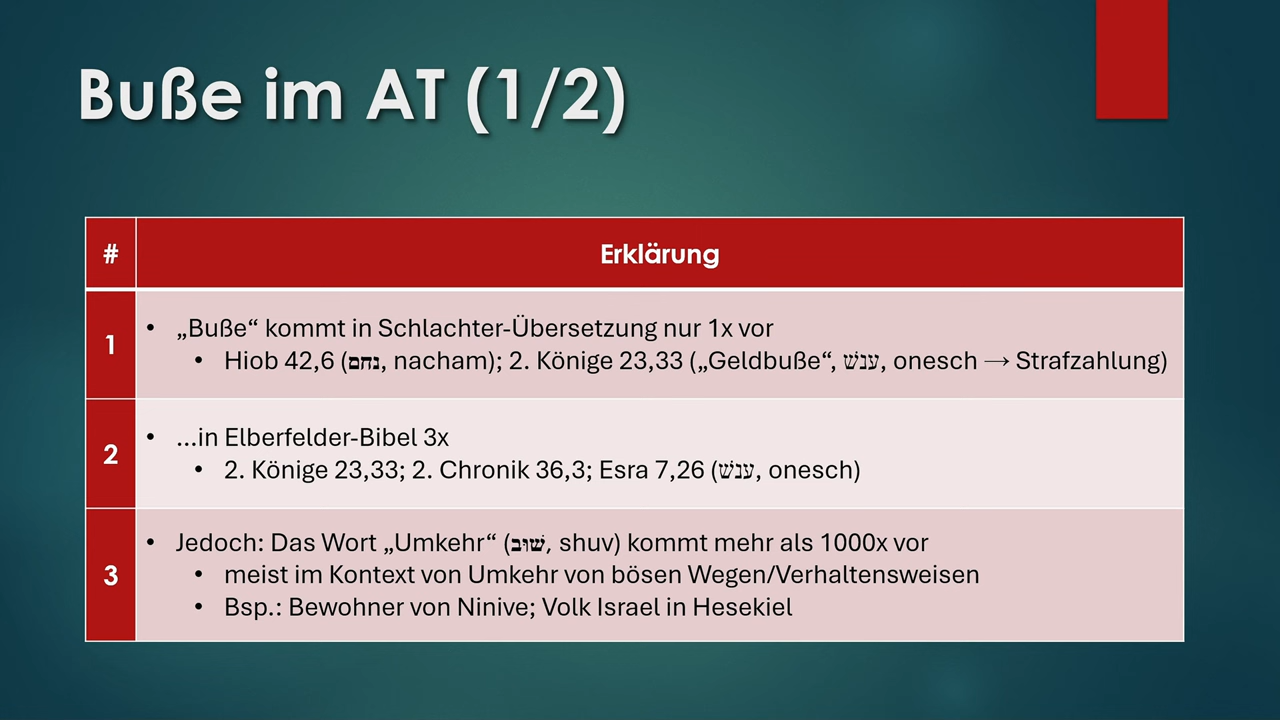 Buße im AT (1/2)
# Erklärung
1
• „Buße“ kommt in Schlachter-Übersetzung nur 1x vor
• Hiob 42,6 (נחם, nacham); 2. Könige 23,33 („Geldbuße“, ענשׁ, onesch → Strafzahlung)
2
• …in Elberfelder-Bibel 3x
• 2. Könige 23,33; 2. Chronik 36,3; Esra 7,26 (ענשׁ, onesch)
3
• Jedoch: Das Wort „Umkehr“ (שׁוּב, shuv) kommt mehr als 1000x vor
• meist im Kontext von Umkehr von bösen Wegen/Verhaltensweisen
• Bsp.: Bewohner von Ninive; Volk Israel in Hesekiel